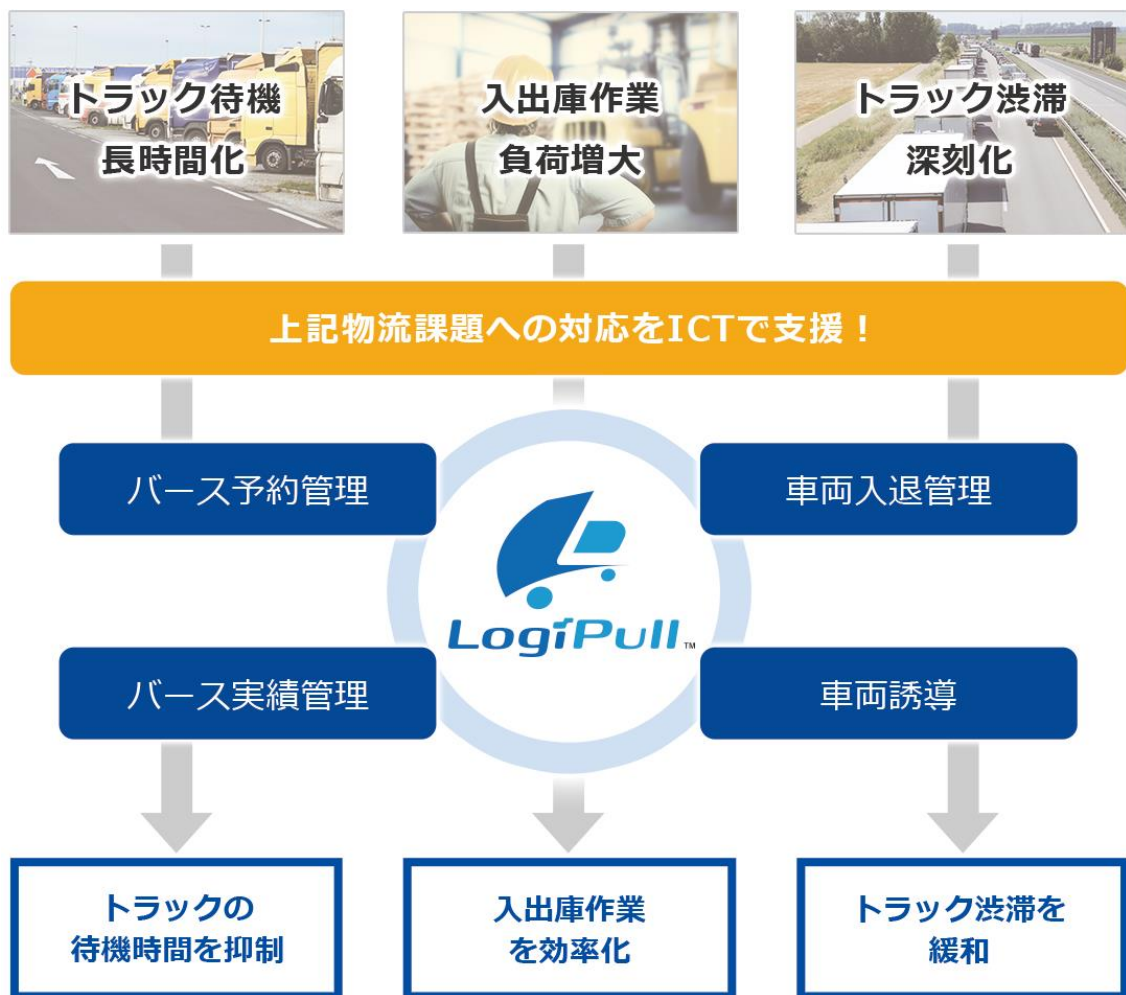 トラック待機
長時間化
入出庫作業
負荷増大
トラック渋滞
深刻化
上記物流課題への対応をICTで支援！
バース予約管理
車両入退管理
LogiPull™
バース実績管理
車両誘導
トラックの
待機時間を抑制
入出庫作業
を効率化
トラック渋滞を
緩和